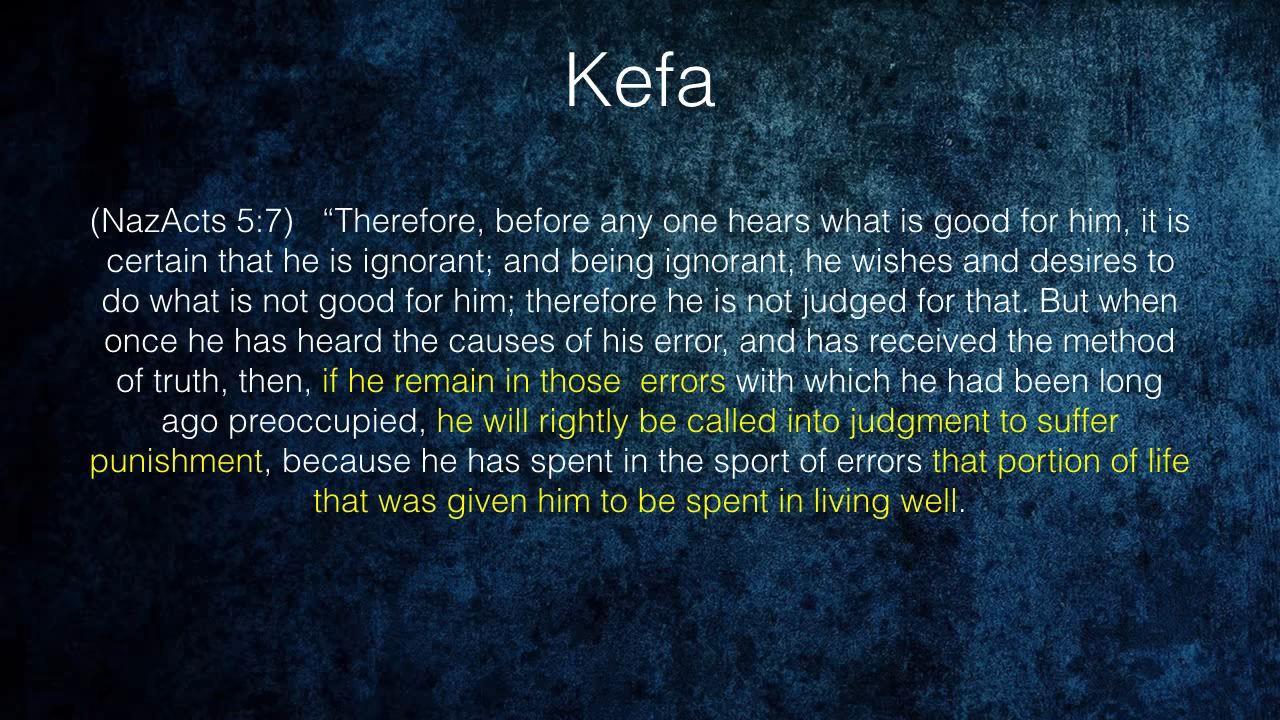 Kefa
(NazActs 5:7)   “Therefore, before any one hears what is good for him, it is
certain that he is ignorant; and being ignorant, he wishes and desires to
do what is not good for him; therefore he is not judged for that. But when
once he has heard the causes of his error, and has received the method
of truth, then, if he remain in those  errors with which he had been long
ago preoccupied, he will rightly be called into judgment to suffer
punishment, because he has spent in the sport of errors that portion of life
that was given him to be spent in living well.